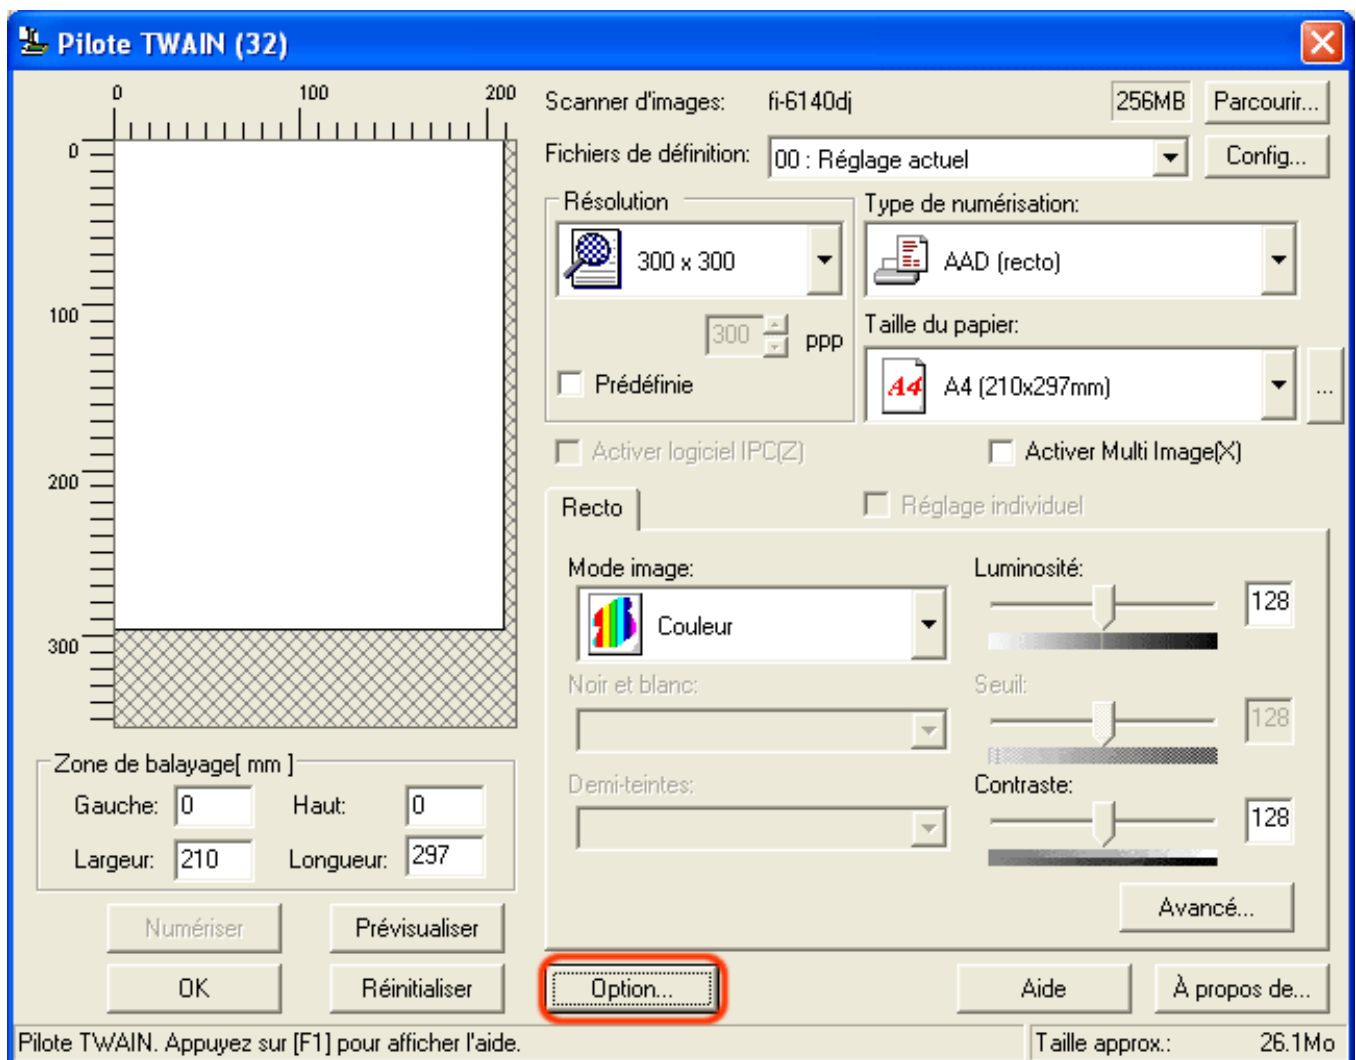 Pilote TWAIN (32)
0 100 200
0
100
200
300
Scanner d'images: fi-6140dj 256MB Parcourir...
Fichiers de définition: 00 : Réglage actuel Config...
Résolution
300 x 300
300 ppp
Prédéfinie
Type de numérisation:
AAD (recto)
Taille du papier:
A4 A4 (210x297mm) ...
Activer logiciel IPC(Z) Activer Multi Image(X)
Recto Réglage individuel
Mode image:
Couleur
Noir et blanc:
Demi-teintes:
Luminosité:
128
Seuil:
128
Contraste:
128
Avancé...
Zone de balayage[ mm ]
Gauche: 0 Haut: 0
Largeur: 210 Longueur: 297
Numériser Prévisualiser
OK Réinitialiser Option... Aide À propos de...
Pilote TWAIN. Appuyez sur [F1] pour afficher l'aide. Taille approx.: 26.1Mo